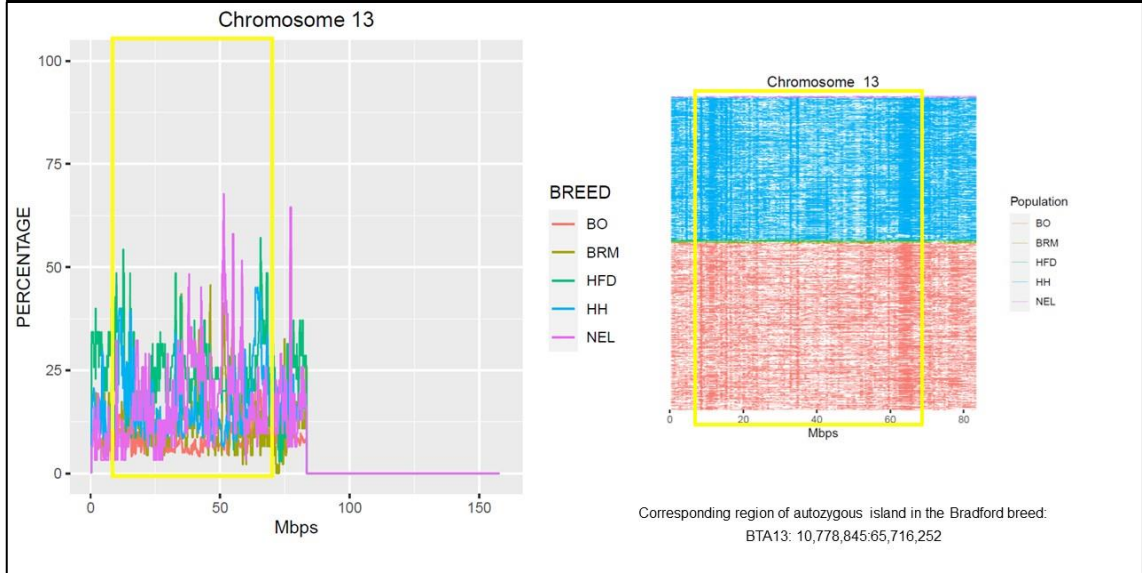 Chromosome 13
100
75
50
25
0
PERCENTAGE
0 50 100 150
Mbps
BREED
BO
BRM
HFD
HH
NEL
Chromosome 13
0 20 40 60 80
Mbps
Population
BO
BRM
HFD
HH
NEL
Corresponding region of autozygous island in the Bradford breed:
BTA13: 10,778,845:65,716,252